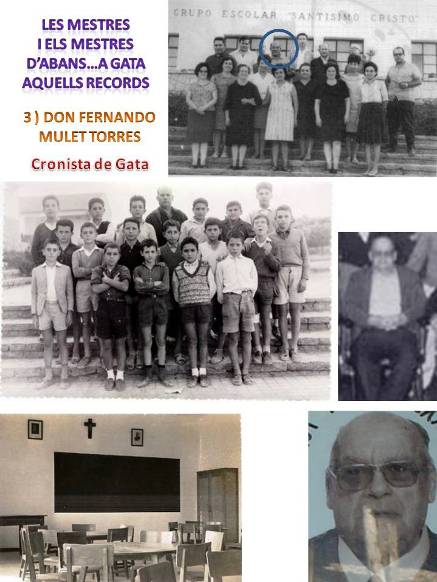 LES MESTRES
I ELS MESTRES
D'ABANS...A GATA
AQUELLS RECORDS
3 ) DON FERNANDO
MULET TORRES
Cronista de Gata
GRUPO ESCOLAR "SANTISIMO CRISTO"